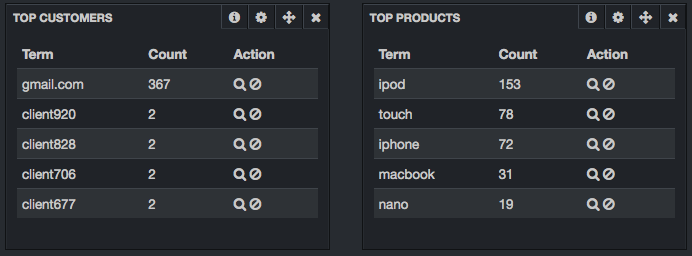 TOP CUSTOMERS
Term Count Action
gmail.com 367
client920 2
client828 2
client706 2
client677 2
TOP PRODUCTS
Term Count Action
ipod 153
touch 78
iphone 72
macbook 31
nano 19